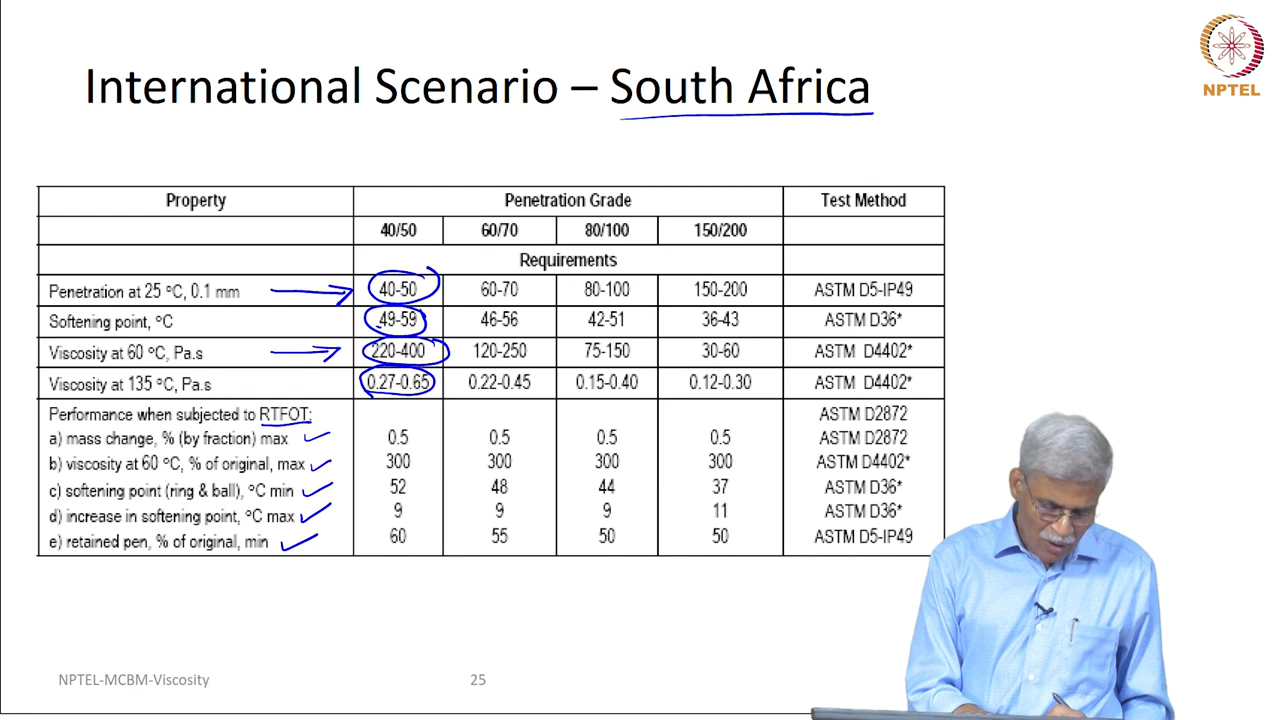 NPTEL
International Scenario – South Africa
Property Penetration Grade Test Method
40/50 60/70 80/100 150/200
Requirements
Penetration at 25 °C, 0.1 mm 40-50 60-70 80-100 150-200 ASTM D5-IP49
Softening point, °C 49-59 46-56 42-51 36-43 ASTM D36*
Viscosity at 60 °C, Pa.s 220-400 120-250 75-150 30-60 ASTM D4402*
Viscosity at 135 °C, Pa.s 0.27-0.65 0.22-0.45 0.15-0.40 0.12-0.30 ASTM D4402*
Performance when subjected to RTFOT: ASTM D2872
a) mass change, % (by fraction) max 0.5 0.5 0.5 0.5 ASTM D2872
b) viscosity at 60 °C, % of original, max 300 300 300 300 ASTM D4402*
c) softening point (ring & ball), °C min 52 48 44 37 ASTM D36*
d) increase in softening point, °C max 9 9 9 11 ASTM D36*
e) retained pen, % of original, min 60 55 50 50 ASTM D5-IP49
NPTEL-MCBM-Viscosity 25